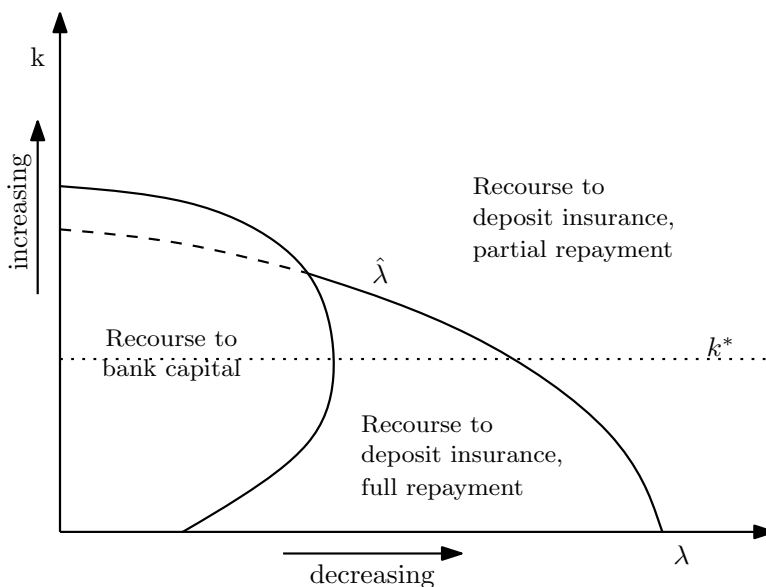 k
increasing
Recourse to
deposit insurance,
partial repayment
λ̂
Recourse to
bank capital
k*
Recourse to
deposit insurance,
full repayment
λ
decreasing